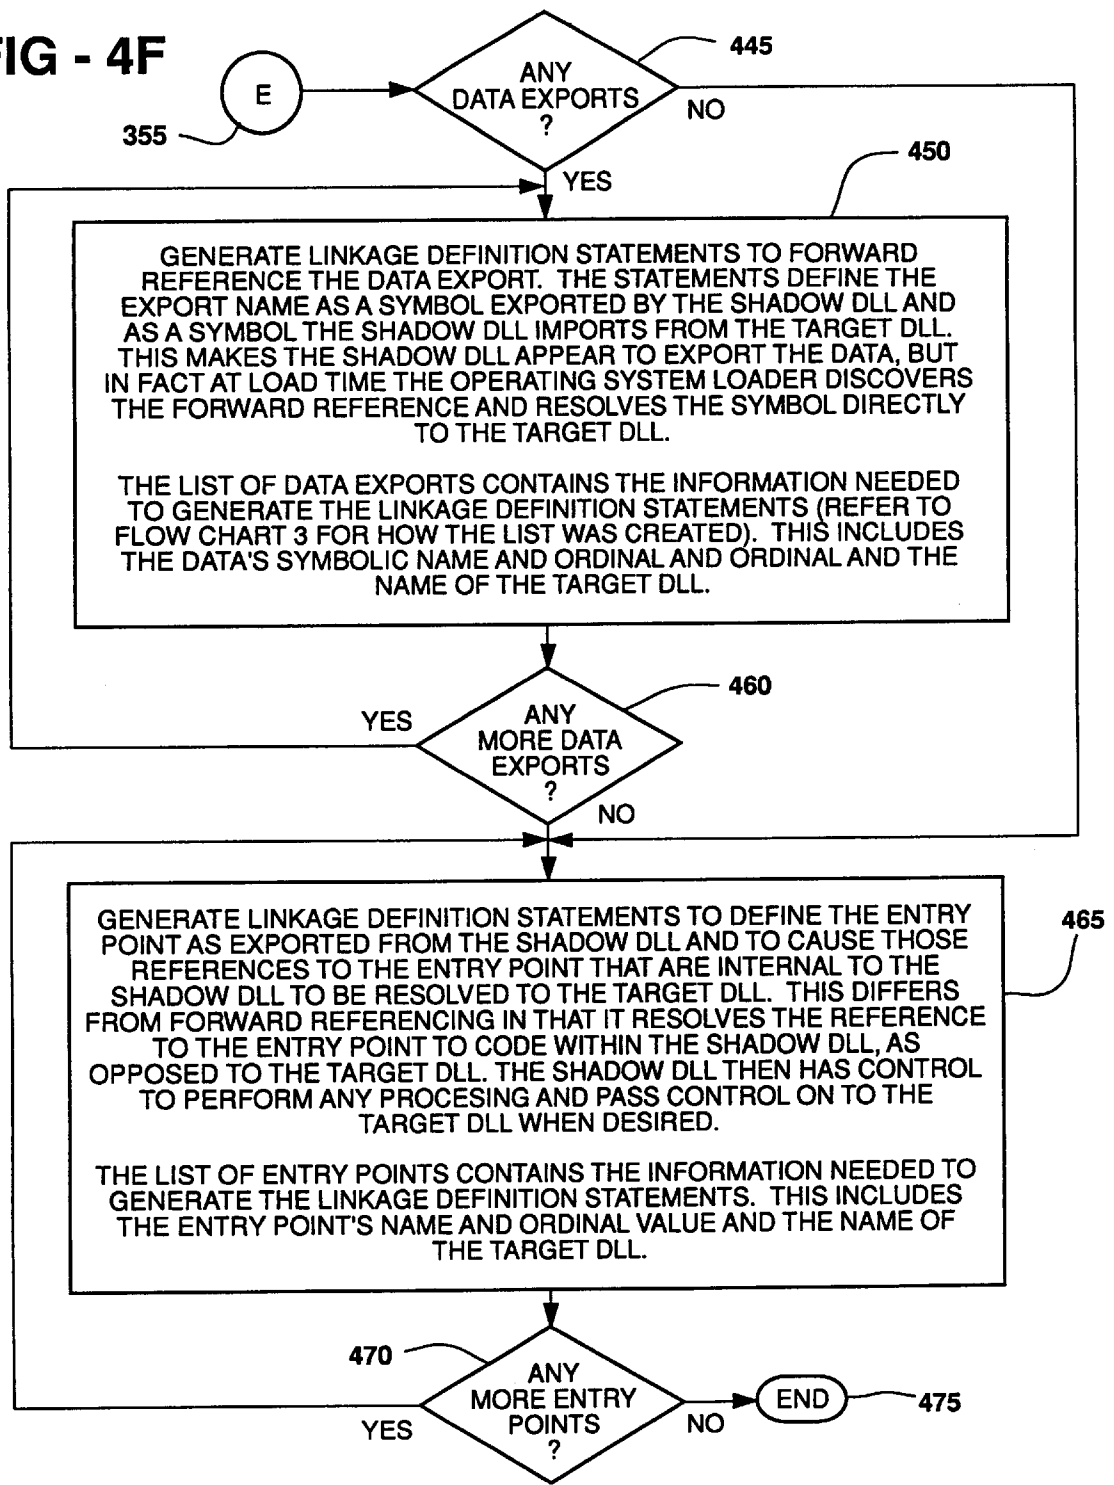 FIG - 4F
445
E
ANY
DATA EXPORTS
?
NO
355
YES
450
GENERATE LINKAGE DEFINITION STATEMENTS TO FORWARD
REFERENCE THE DATA EXPORT. THE STATEMENTS DEFINE THE
EXPORT NAME AS A SYMBOL EXPORTED BY THE SHADOW DLL AND
AS A SYMBOL THE SHADOW DLL IMPORTS FROM THE TARGET DLL.
THIS MAKES THE SHADOW DLL APPEAR TO EXPORT THE DATA, BUT
IN FACT AT LOAD TIME THE OPERATING SYSTEM LOADER DISCOVERS
THE FORWARD REFERENCE AND RESOLVES THE SYMBOL DIRECTLY
TO THE TARGET DLL.
THE LIST OF DATA EXPORTS CONTAINS THE INFORMATION NEEDED
TO GENERATE THE LINKAGE DEFINITION STATEMENTS (REFER TO
FLOW CHART 3 FOR HOW THE LIST WAS CREATED). THIS INCLUDES
THE DATA'S SYMBOLIC NAME AND ORDINAL AND ORDINAL AND THE
NAME OF THE TARGET DLL.
460
YES
ANY
MORE DATA
EXPORTS
?
NO
GENERATE LINKAGE DEFINITION STATEMENTS TO DEFINE THE ENTRY
POINT AS EXPORTED FROM THE SHADOW DLL AND TO CAUSE THOSE
REFERENCES TO THE ENTRY POINT THAT ARE INTERNAL TO THE
SHADOW DLL TO BE RESOLVED TO THE TARGET DLL. THIS DIFFERS
FROM FORWARD REFERENCING IN THAT IT RESOLVES THE REFERENCE
TO THE ENTRY POINT TO CODE WITHIN THE SHADOW DLL, AS
OPPOSED TO THE TARGET DLL. THE SHADOW DLL THEN HAS CONTROL
TO PERFORM ANY PROCESING AND PASS CONTROL ON TO THE
TARGET DLL WHEN DESIRED.
THE LIST OF ENTRY POINTS CONTAINS THE INFORMATION NEEDED TO
GENERATE THE LINKAGE DEFINITION STATEMENTS. THIS INCLUDES
THE ENTRY POINT'S NAME AND ORDINAL VALUE AND THE NAME OF
THE TARGET DLL.
465
470
ANY
MORE ENTRY
POINTS
?
YES
NO
END
475